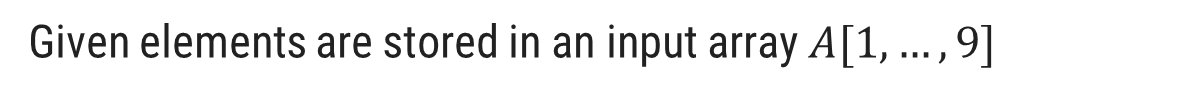 Given elements are stored in an input array A[1, … , 9]